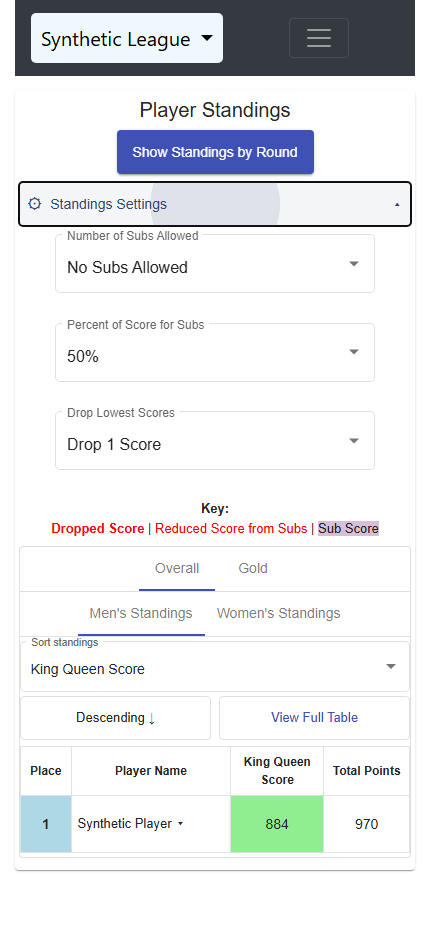 Synthetic League
Player Standings
Show Standings by Round
Standings Settings
Number of Subs Allowed
No Subs Allowed
Percent of Score for Subs
50%
Drop Lowest Scores
Drop 1 Score
Key:
Dropped Score | Reduced Score from Subs | Sub Score
Overall Gold
Men's Standings Women's Standings
Sort standings
King Queen Score
Descending ↓ View Full Table
Place Player Name King Queen Score Total Points
1 Synthetic Player 884 970